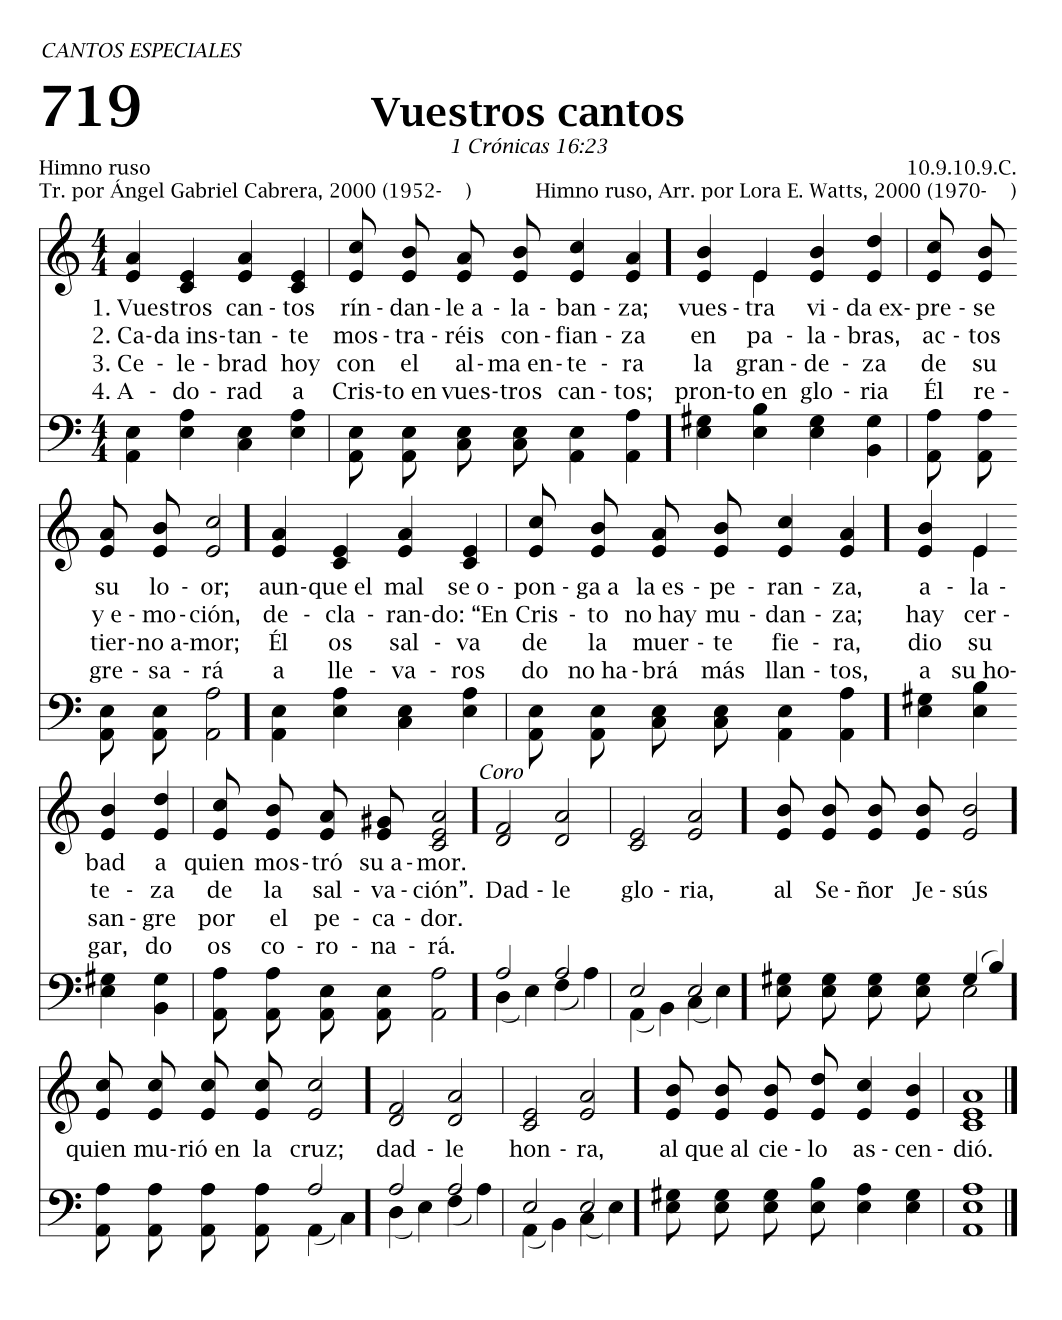 CANTOS ESPECIALES
719
Vuestros cantos
1 Crónicas 16:23
Himno ruso
10.9.10.9.C.
Tr. por Ángel Gabriel Cabrera, 2000 (1952-    )
Himno ruso, Arr. por Lora E. Watts, 2000 (1970-    )
1. Vuestros can - tos rín - dan - le a - la - ban - za; vues - tra vi - da ex - pre - se
2. Ca - da ins - tan - te mos - tra - réis con - fian - za en pa - la - bras, ac - tos
3. Ce - le - brad hoy con el al - ma en - te - ra la gran - de - za de su
4. A - do - rad a Cris - to en vues - tros can - tos; pron - to en glo - ria Él re -
su lo - or; aun - que el mal se o - pon - ga a la es - pe - ran - za, a - la -
y e - mo - ción, de - cla - ran - do: “En Cris - to no hay mu - dan - za; hay cer -
tier - no a - mor; Él os sal - va de la muer - te fie - ra, dio su
gre - sa - rá a lle - va - ros do no ha - brá más llan - tos, a su ho -
Coro
bad a quien mos - tró su a - mor.
te - za de la sal - va - ción”. Dad - le glo - ria, al Se - ñor Je - sús
san - gre por el pe - ca - dor.
gar, do os co - ro - na - rá.
quien mu - rió en la cruz; dad - le hon - ra, al que al cie - lo as - cen - dió.